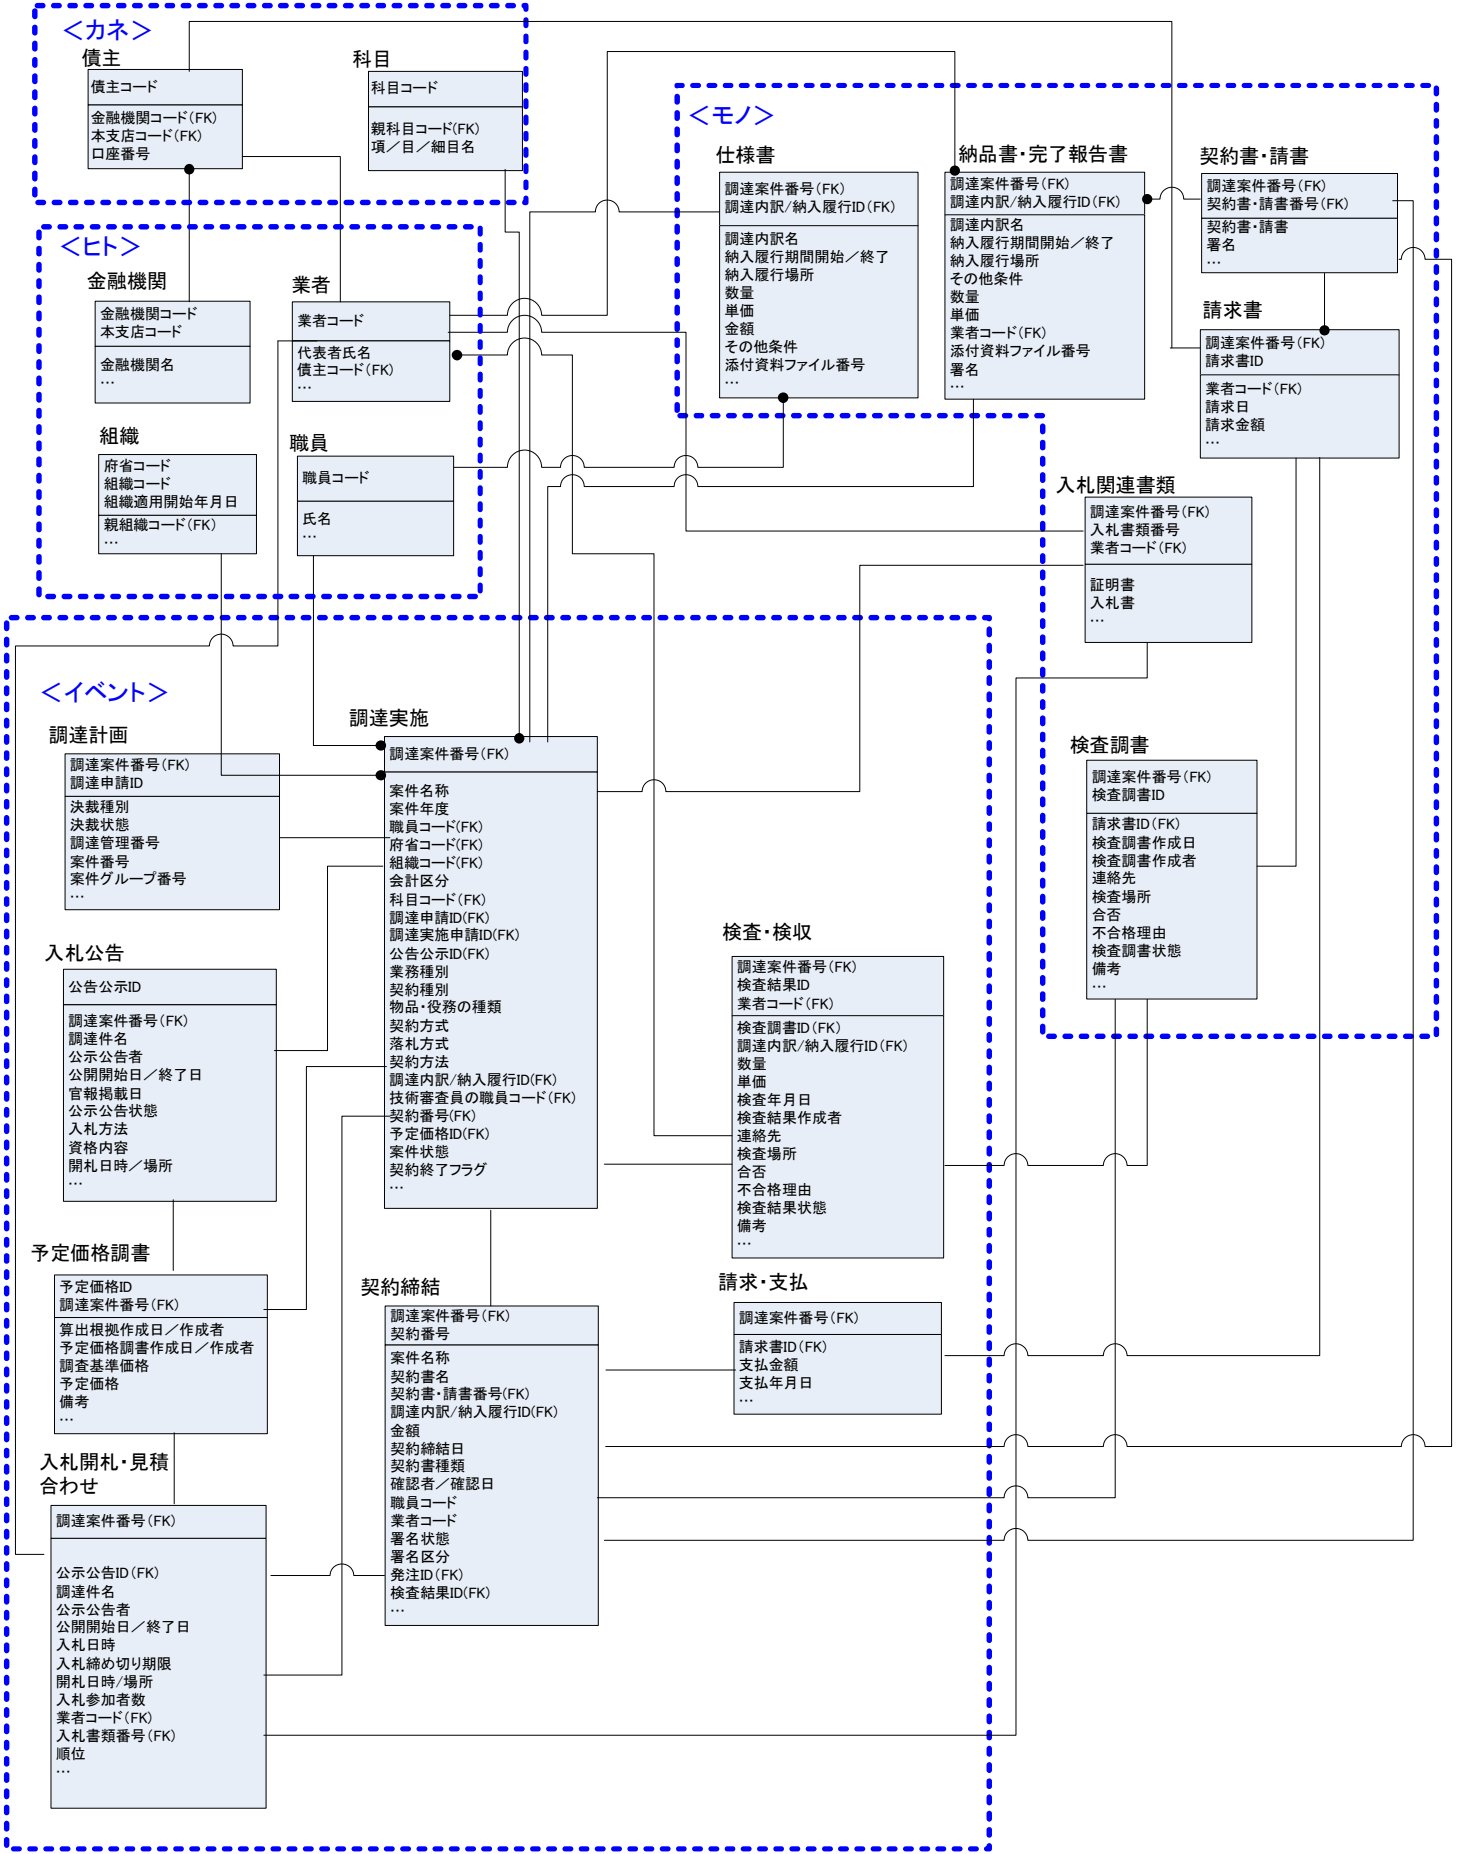 ＜カネ＞
債主
債主コード
金融機関コード(FK)
本支店コード(FK)
口座番号
科目
科目コード
親科目コード(FK)
項／目／細目名
＜ヒト＞
金融機関
金融機関コード
本支店コード
金融機関名
…
業者
業者コード
代表者氏名
債主コード(FK)
…
組織
府省コード
組織コード
組織適用開始年月日
親組織コード(FK)
…
職員
職員コード
氏名
…
＜モノ＞
仕様書
調達案件番号(FK)
調達内訳/納入履行ID(FK)
調達内訳名
納入履行期間開始／終了
納入履行場所
数量
単価
金額
その他条件
添付資料ファイル番号
…
納品書・完了報告書
調達案件番号(FK)
調達内訳/納入履行ID(FK)
調達内訳名
納入履行期間開始／終了
納入履行場所
その他条件
数量
単価
業者コード(FK)
添付資料ファイル番号
署名
…
契約書・請書
調達案件番号(FK)
契約書・請書番号(FK)
契約書・請書
署名
…
請求書
調達案件番号(FK)
請求書ID
業者コード(FK)
請求日
請求金額
…
入札関連書類
調達案件番号(FK)
入札書類番号
業者コード(FK)
証明書
入札書
…
検査調書
調達案件番号(FK)
検査調書ID
請求書ID(FK)
検査調書作成日
検査調書作成者
連絡先
検査場所
合否
不合格理由
検査調書状態
備考
…
＜イベント＞
調達計画
調達案件番号(FK)
調達申請ID
決裁種別
決裁状態
調達管理番号
案件番号
案件グループ番号
…
入札公告
公告公示ID
調達案件番号(FK)
調達件名
公示公告者
公開開始日／終了日
官報掲載日
公示公告状態
入札方法
資格内容
開札日時／場所
…
予定価格調書
予定価格ID
調達案件番号(FK)
算出根拠作成日／作成者
予定価格調書作成日／作成者
調査基準価格
予定価格
備考
…
入札開札・見積
合わせ
調達案件番号(FK)
公示公告ID(FK)
調達件名
公示公告者
公開開始日／終了日
入札日時
入札締め切り期限
開札日時/場所
入札参加者数
業者コード(FK)
入札書類番号(FK)
順位
…
調達実施
調達案件番号(FK)
案件名称
案件年度
職員コード(FK)
府省コード(FK)
組織コード(FK)
会計区分
科目コード(FK)
調達申請ID(FK)
調達実施申請ID(FK)
公告公示ID(FK)
業務種別
契約種別
物品・役務の種類
契約方式
落札方式
契約方法
調達内訳/納入履行ID(FK)
技術審査員の職員コード(FK)
契約番号(FK)
予定価格ID(FK)
案件状態
契約終了フラグ
…
契約締結
調達案件番号(FK)
契約番号
案件名称
契約書名
契約書・請書番号(FK)
調達内訳/納入履行ID(FK)
金額
契約締結日
契約書種類
確認者／確認日
職員コード
業者コード
署名状態
署名区分
発注ID(FK)
検査結果ID(FK)
…
検査・検収
調達案件番号(FK)
検査結果ID
業者コード(FK)
検査調書ID(FK)
調達内訳/納入履行ID(FK)
数量
単価
検査年月日
検査結果作成者
連絡先
検査場所
合否
不合格理由
検査結果状態
備考
…
請求・支払
調達案件番号(FK)
請求書ID(FK)
支払金額
支払年月日
…